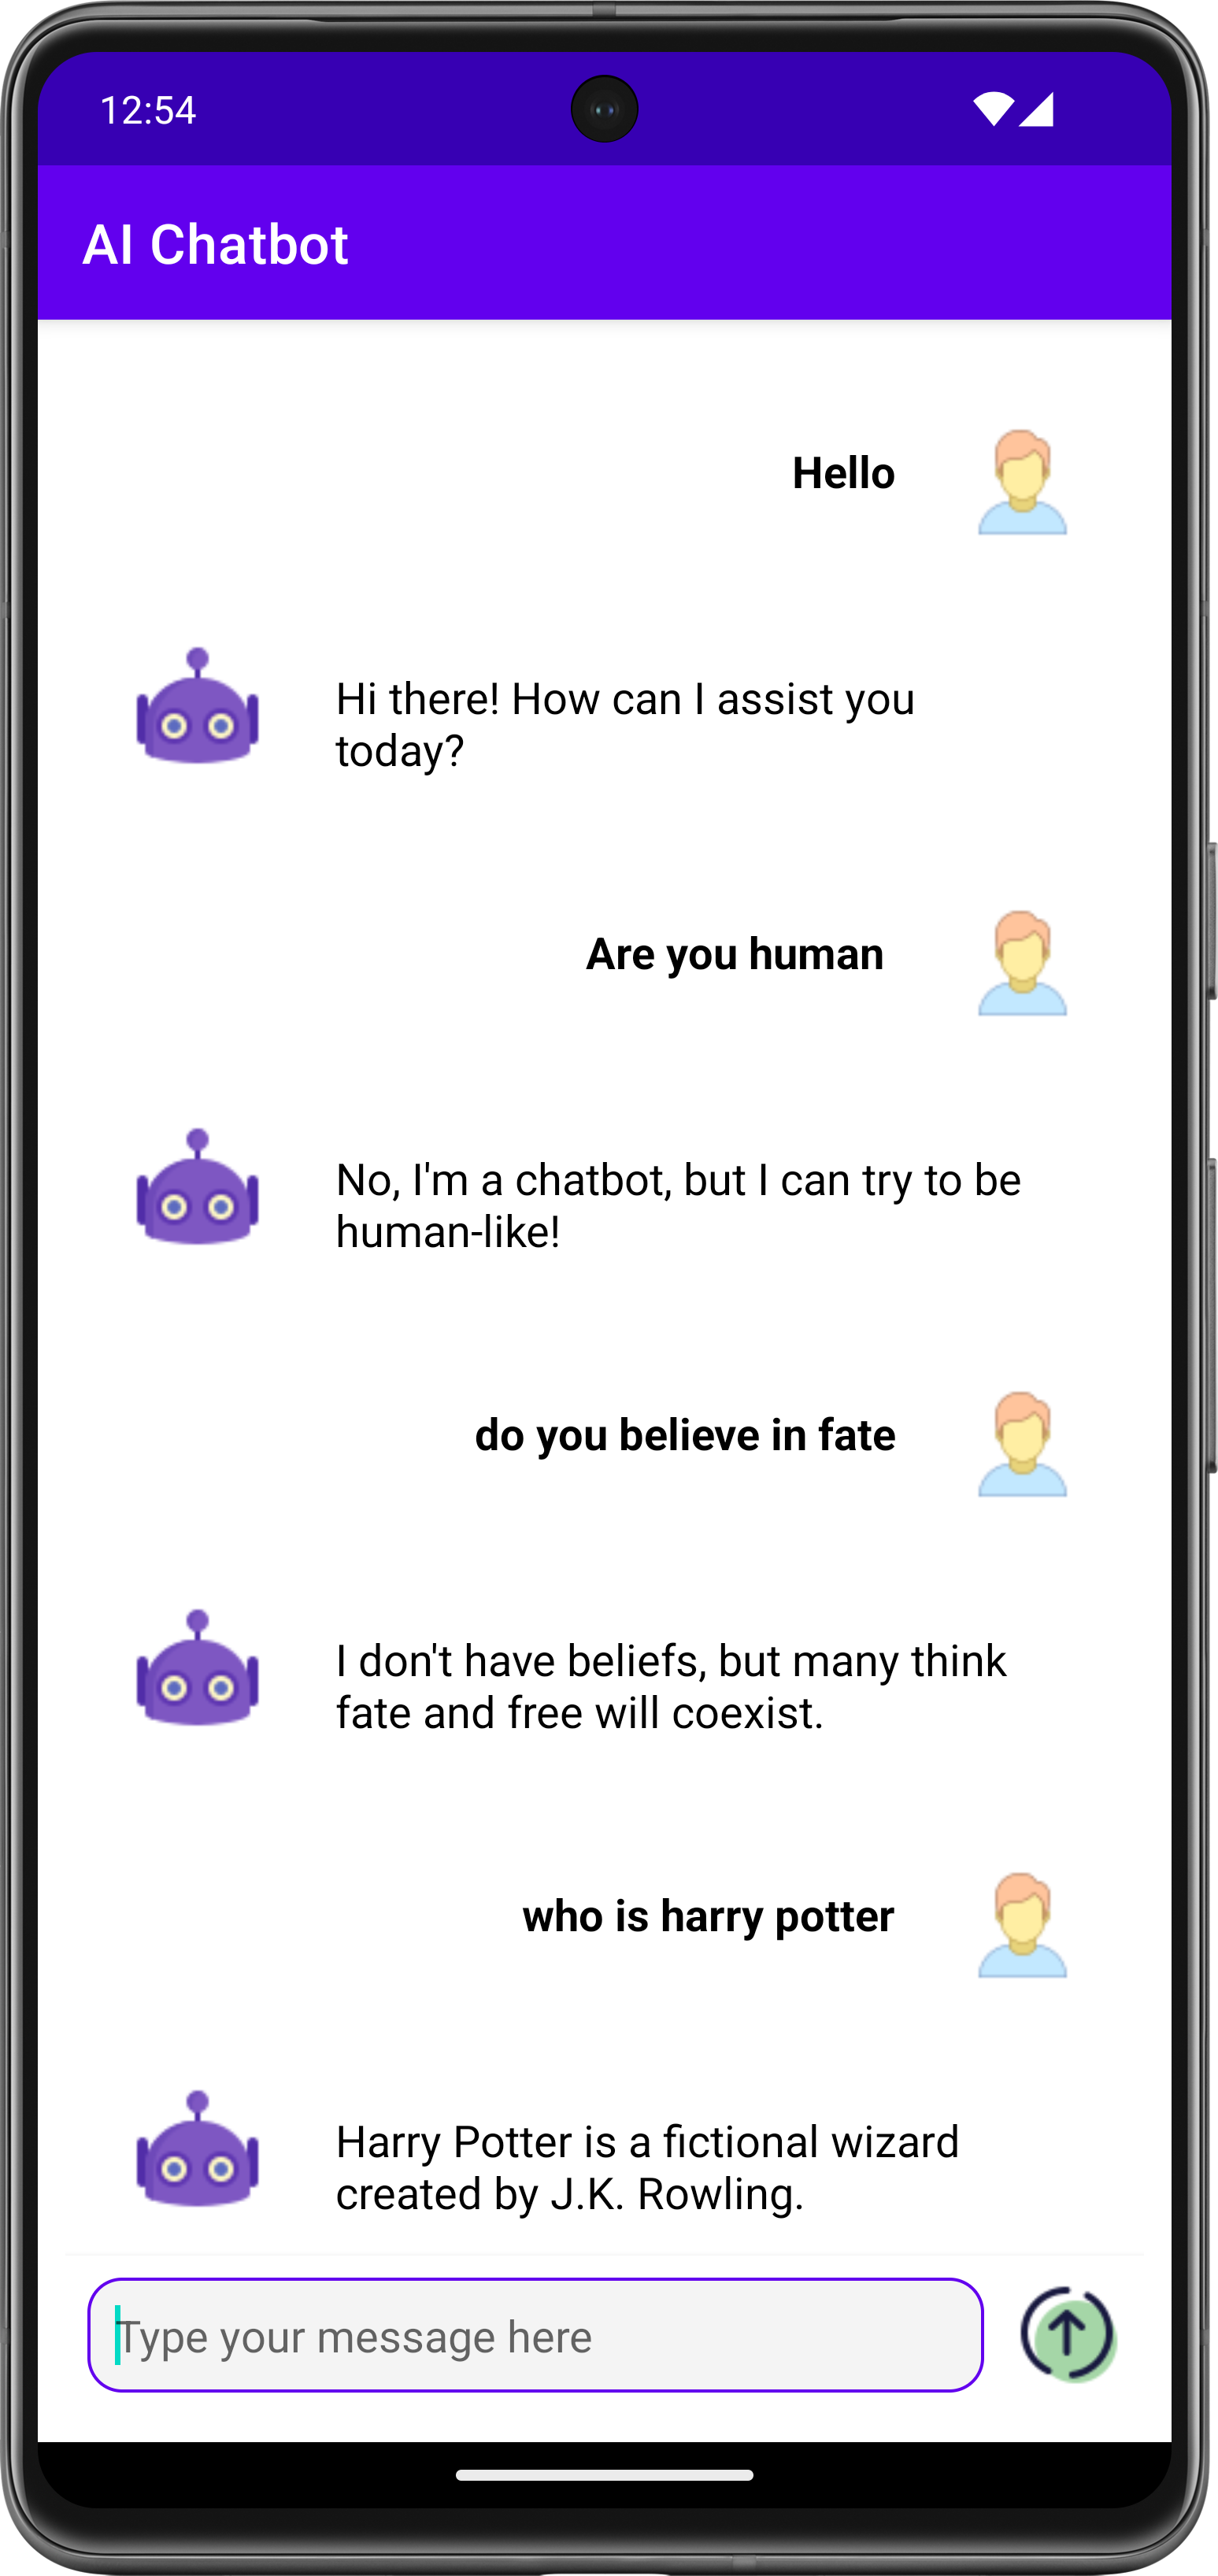 12:54
AI Chatbot
Hello
Hi there! How can I assist you
today?
Are you human
No, I'm a chatbot, but I can try to be
human-like!
do you believe in fate
I don't have beliefs, but many think
fate and free will coexist.
who is harry potter
Harry Potter is a fictional wizard
created by J.K. Rowling.
Type your message here